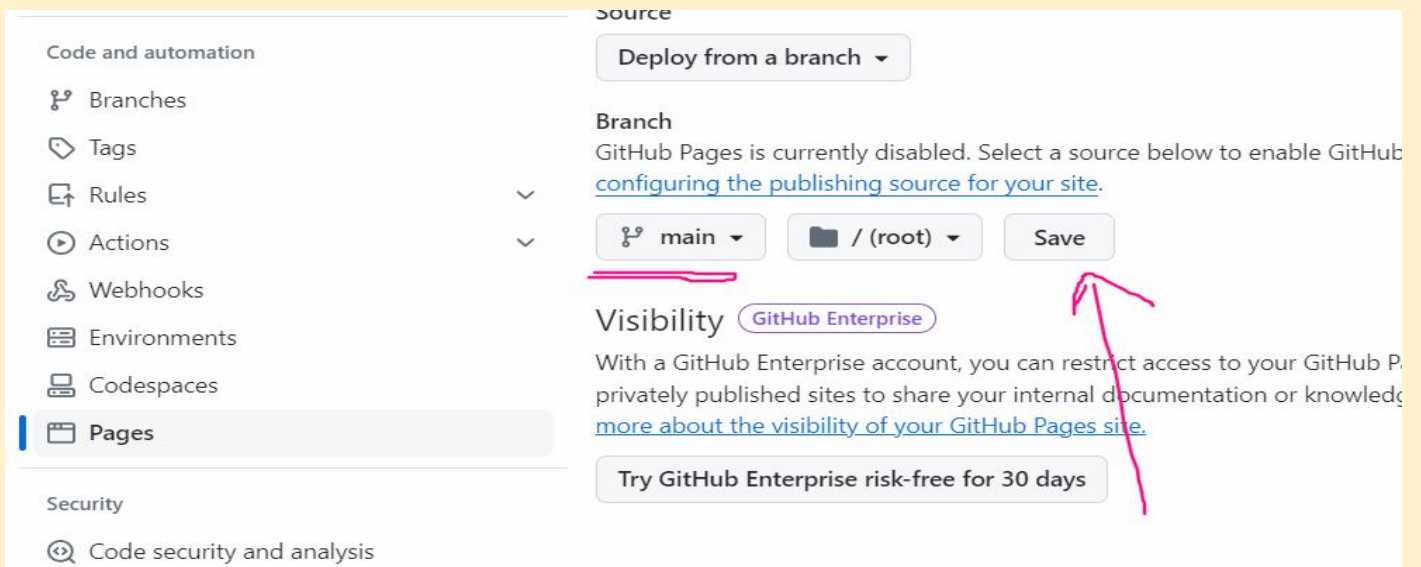 Code and automation
Branches
Tags
Rules
Actions
Webhooks
Environments
Codespaces
Pages
Security
Code security and analysis
Source
Deploy from a branch
Branch
GitHub Pages is currently disabled. Select a source below to enable GitHub
configuring the publishing source for your site.
main / (root) Save
Visibility GitHub Enterprise
With a GitHub Enterprise account, you can restrict access to your GitHub
privately published sites to share your internal documentation or
more about the visibility of your GitHub Pages site.
Try GitHub Enterprise risk-free for 30 days